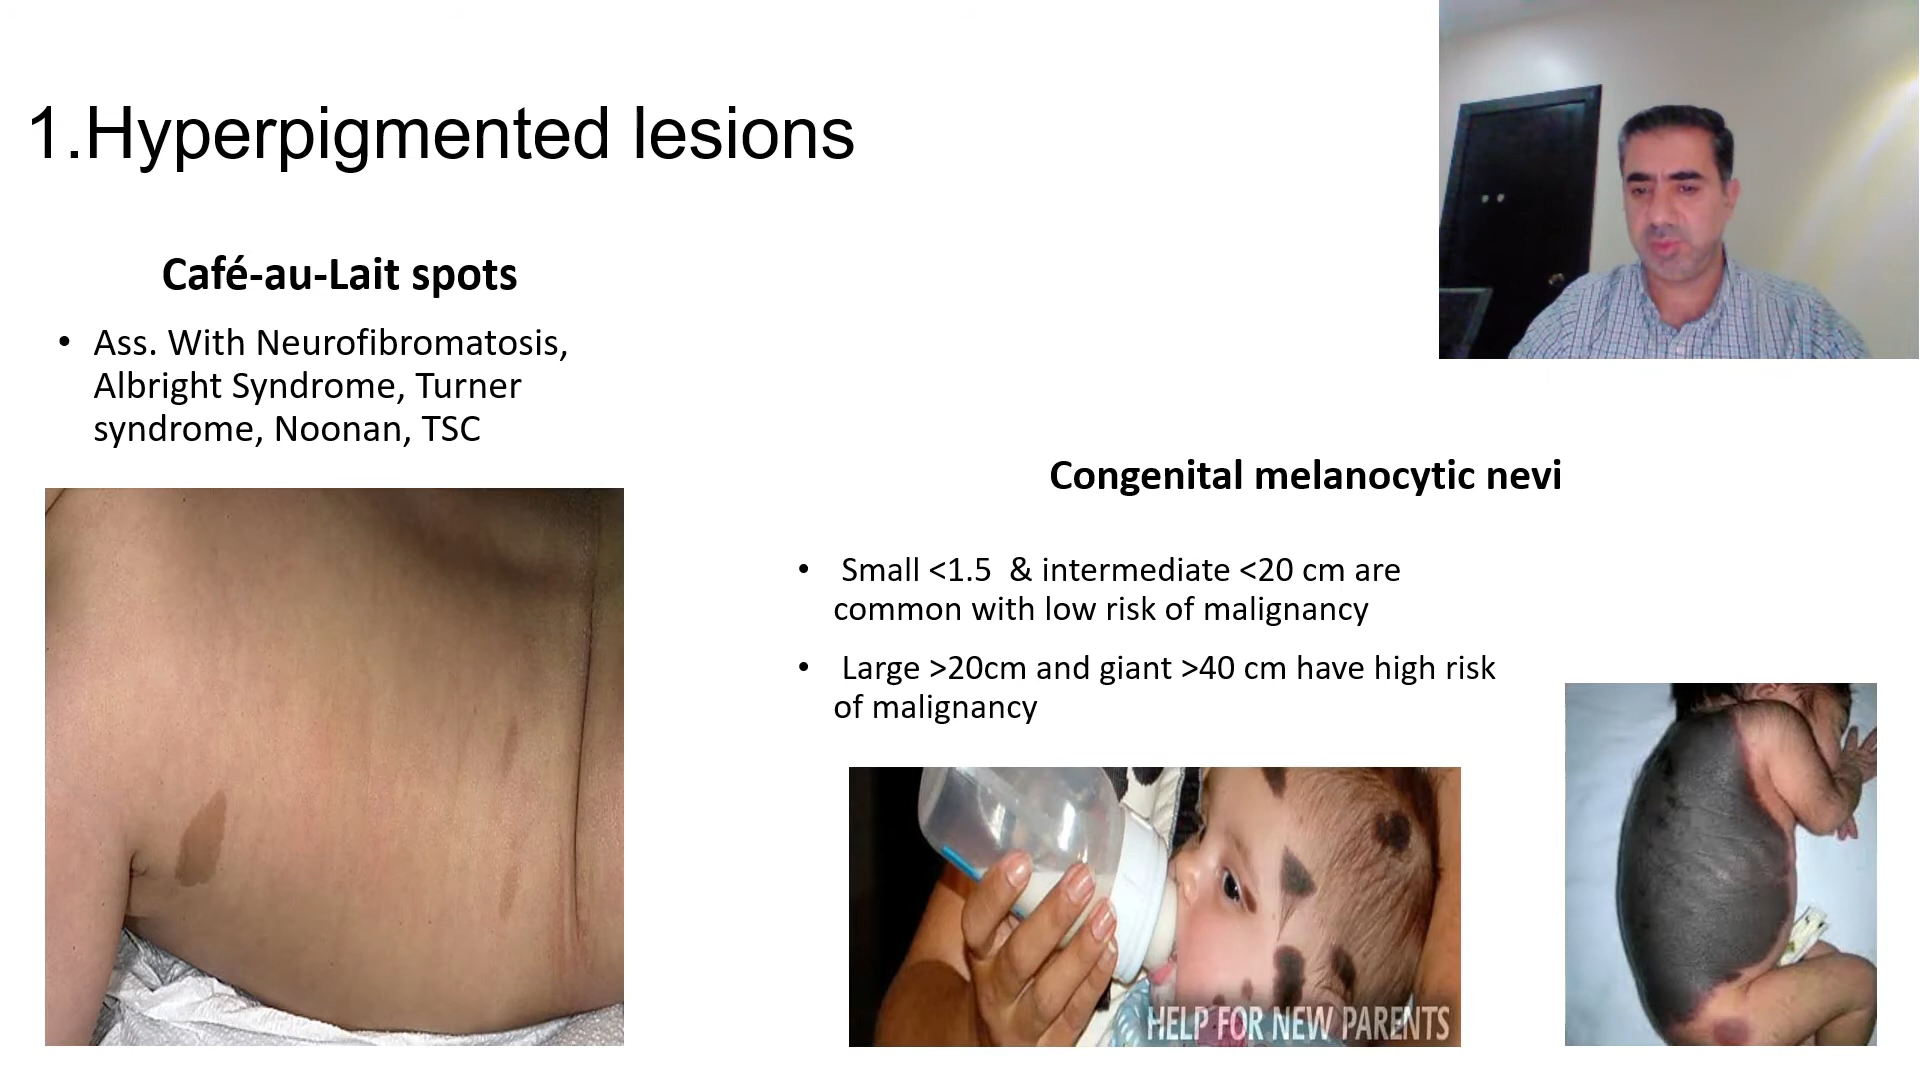 1.Hyperpigmented lesions
Café-au-Lait spots
• Ass. With Neurofibromatosis,
Albright Syndrome, Turner
syndrome, Noonan, TSC
Congenital melanocytic nevi
• Small <1.5 & intermediate <20 cm are
common with low risk of malignancy
• Large >20cm and giant >40 cm have high risk
of malignancy
HELP FOR NEW PARENTS